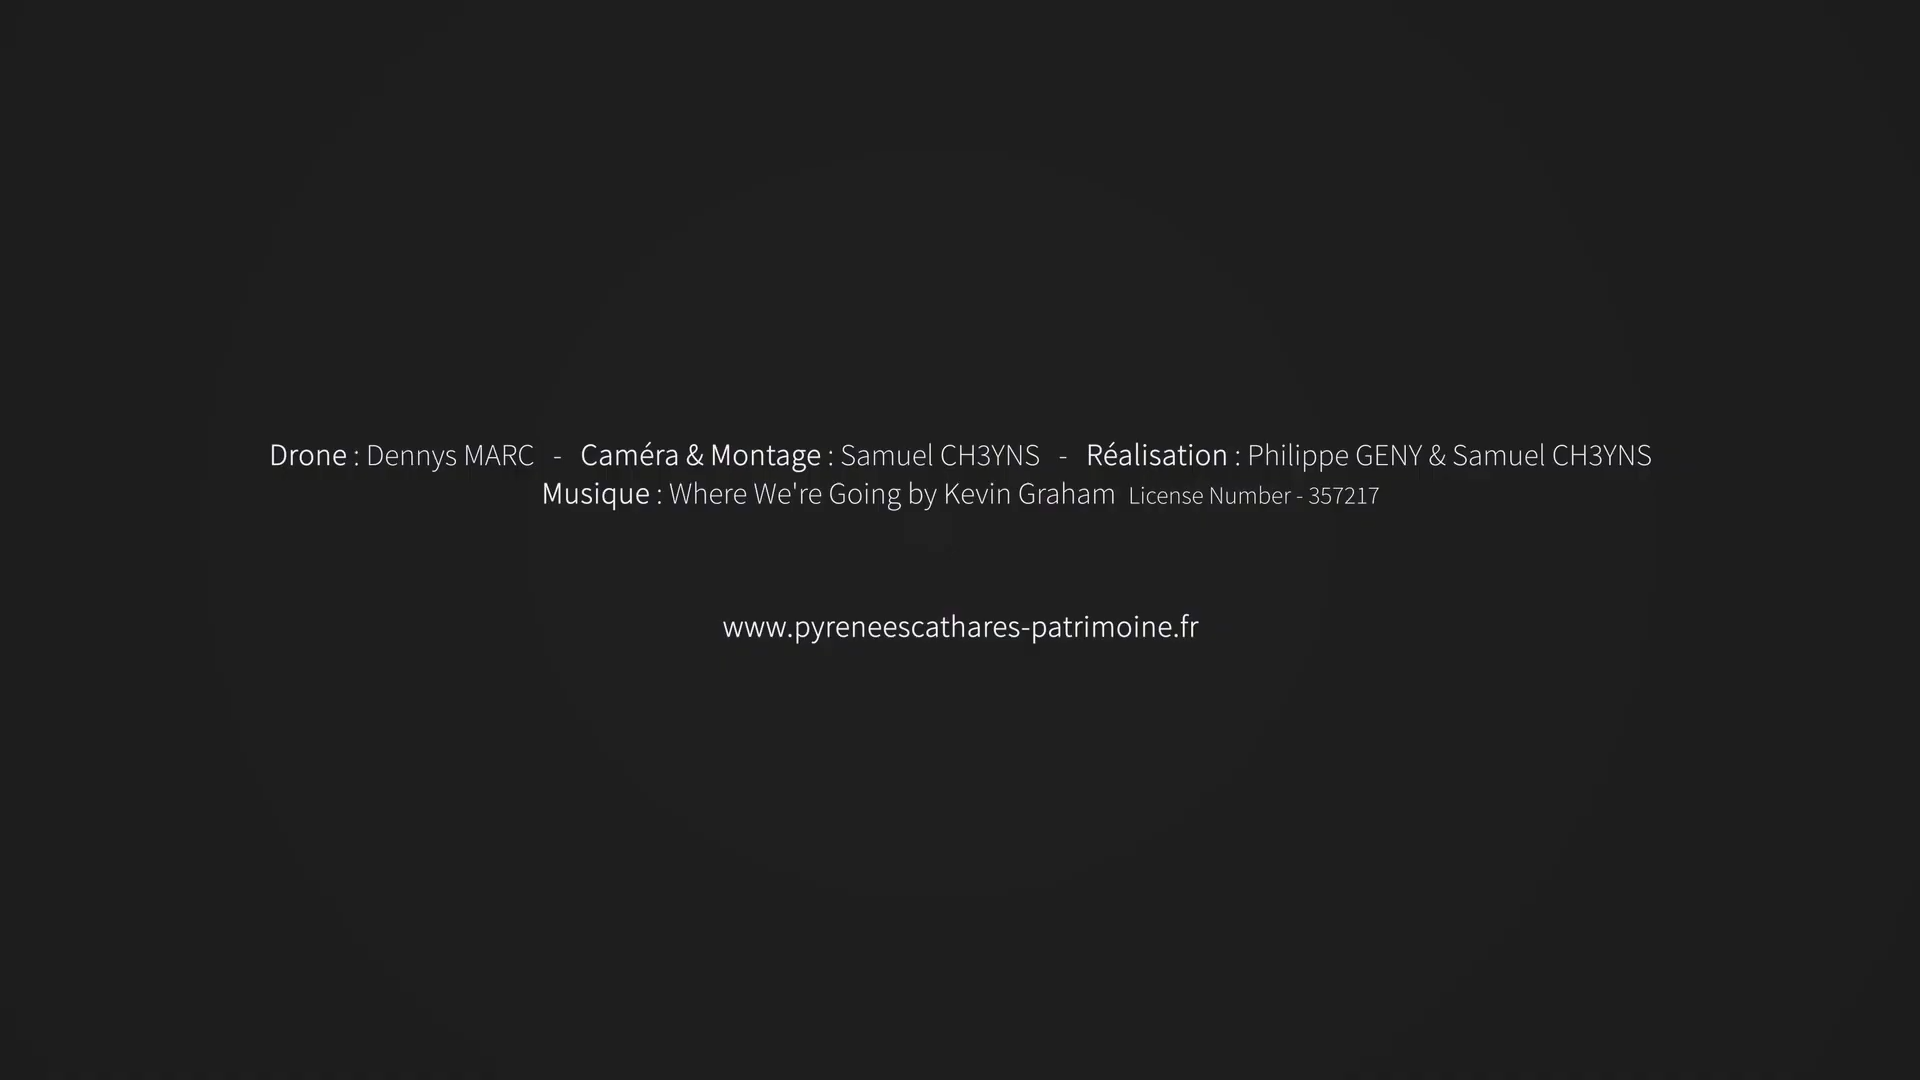 Drone : Dennys MARC - Caméra & Montage : Samuel CH3YNS - Réalisation : Philippe GENY & Samuel CH3YNS
Musique : Where We're Going by Kevin Graham License Number - 357217
www.pyreneescathares-patrimoine.fr